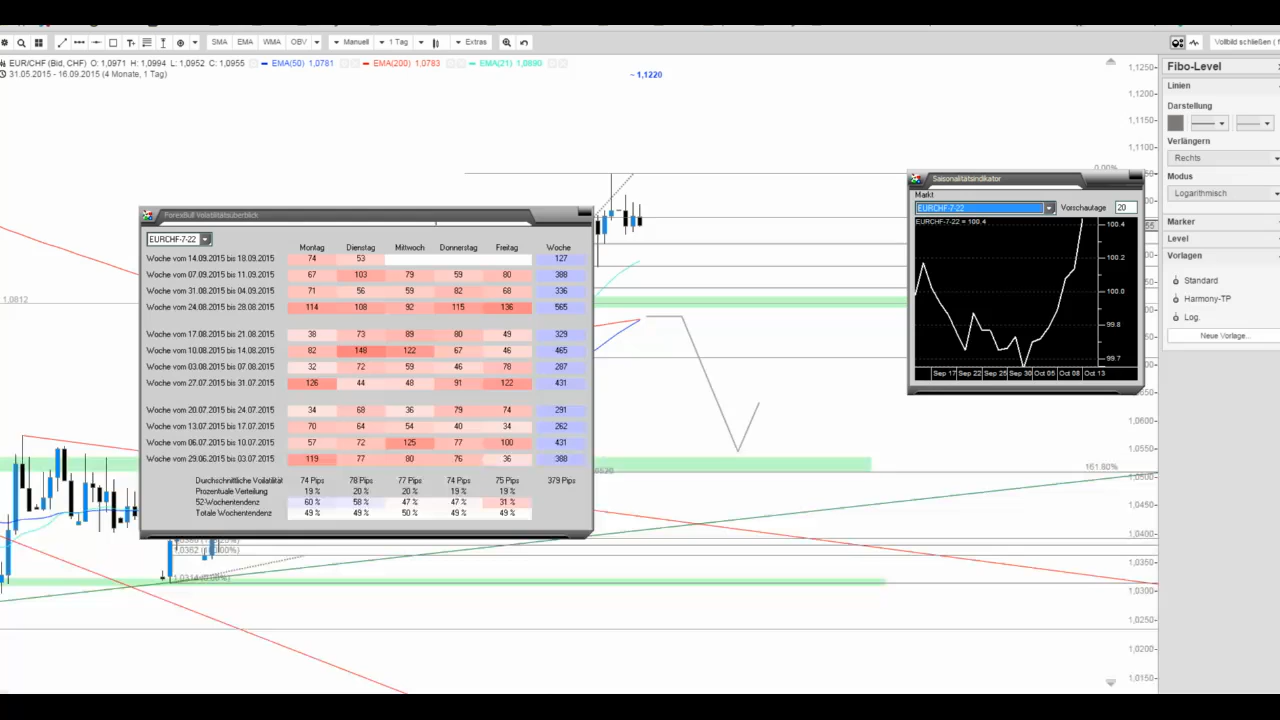 SMA EMA WMA OBV Manuell 1 Tag Extras Vollbild schließen
EUR/CHF (Bid, CHF) O: 1,0971 H: 1,0994 L: 1,0952 C: 1,0955 EMA(50) 1,0781 EMA(200) 1,0783 EMA(21) 1,0890
31.05.2015 - 16.09.2015 (4 Monate, 1 Tag)
~ 1,1220
1,1250
1,1200
1,1150
1,1100
0,00%
1,0812
1,0600
1,0550
161.80%
1,0500
1,0450
1,0400
1,0350
1,0300
1,0250
1,0200
1,0150
1,0362
1,0314 (0.00%)
ForexBull Volatilitätsüberblick
EURCHF-7-22
Montag Dienstag Mittwoch Donnerstag Freitag Woche
Woche vom 14.09.2015 bis 18.09.2015 74 53 127
Woche vom 07.09.2015 bis 11.09.2015 67 103 79 59 80 388
Woche vom 31.08.2015 bis 04.09.2015 71 56 59 82 68 336
Woche vom 24.08.2015 bis 28.08.2015 114 108 92 115 136 565
Woche vom 17.08.2015 bis 21.08.2015 38 73 89 80 49 329
Woche vom 10.08.2015 bis 14.08.2015 82 148 122 67 46 465
Woche vom 03.08.2015 bis 07.08.2015 32 72 59 46 78 287
Woche vom 27.07.2015 bis 31.07.2015 126 44 48 91 122 431
Woche vom 20.07.2015 bis 24.07.2015 34 68 36 79 74 291
Woche vom 13.07.2015 bis 17.07.2015 70 64 54 40 34 262
Woche vom 06.07.2015 bis 10.07.2015 57 72 125 77 100 431
Woche vom 29.06.2015 bis 03.07.2015 119 77 80 76 36 388
Durchschnittliche Volatilität 74 Pips 78 Pips 77 Pips 74 Pips 75 Pips 379 Pips
Prozentuale Verteilung 19 % 20 % 20 % 19 % 19 %
52-Wochentendenz 60 % 58 % 47 % 47 % 31 %
Totale Wochentendenz 49 % 49 % 50 % 49 % 49 %
Saisonalitätsindikator
Markt
EURCHF-7-22 Vorschautage 20
EURCHF-7-22 = 100.4
100.4
100.2
100.0
99.8
99.7
Sep 17 Sep 22 Sep 25 Sep 30 Oct 05 Oct 08 Oct 13
Fibo-Level
Linien
Darstellung
Verlängern
Rechts
Modus
Logarithmisch
Marker
Level
Vorlagen
Standard
Harmony-TP
Log.
Neue Vorlage...